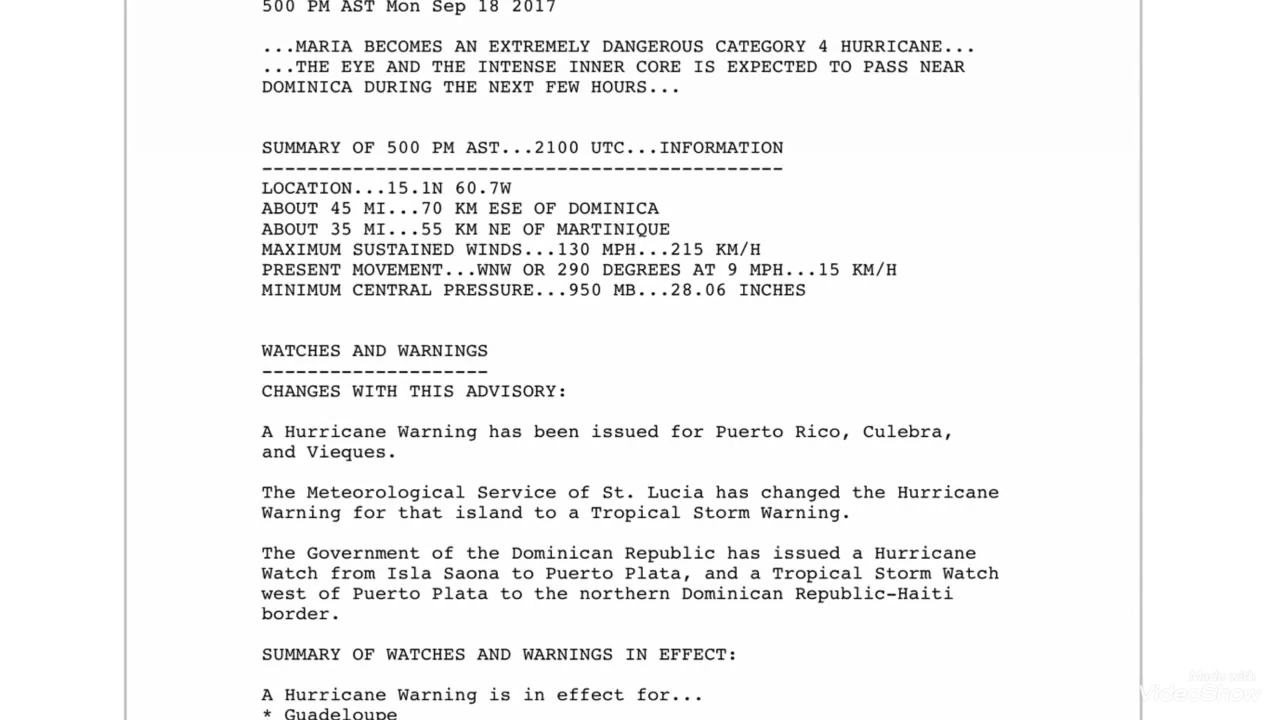 500 PM AST Mon Sep 18 2017
...MARIA BECOMES AN EXTREMELY DANGEROUS CATEGORY 4 HURRICANE...
...THE EYE AND THE INTENSE INNER CORE IS EXPECTED TO PASS NEAR
DOMINICA DURING THE NEXT FEW HOURS...
SUMMARY OF 500 PM AST...2100 UTC...INFORMATION
----------------------------------------------
LOCATION...15.1N 60.7W
ABOUT 45 MI...70 KM ESE OF DOMINICA
ABOUT 35 MI...55 KM NE OF MARTINIQUE
MAXIMUM SUSTAINED WINDS...130 MPH...215 KM/H
PRESENT MOVEMENT...WNW OR 290 DEGREES AT 9 MPH...15 KM/H
MINIMUM CENTRAL PRESSURE...950 MB...28.06 INCHES
WATCHES AND WARNINGS
--------------------
CHANGES WITH THIS ADVISORY:
A Hurricane Warning has been issued for Puerto Rico, Culebra,
and Vieques.
The Meteorological Service of St. Lucia has changed the Hurricane
Warning for that island to a Tropical Storm Warning.
The Government of the Dominican Republic has issued a Hurricane
Watch from Isla Saona to Puerto Plata, and a Tropical Storm Watch
west of Puerto Plata to the northern Dominican Republic-Haiti
border.
SUMMARY OF WATCHES AND WARNINGS IN EFFECT:
A Hurricane Warning is in effect for...
* Guadeloupe
Made with
VideoShow